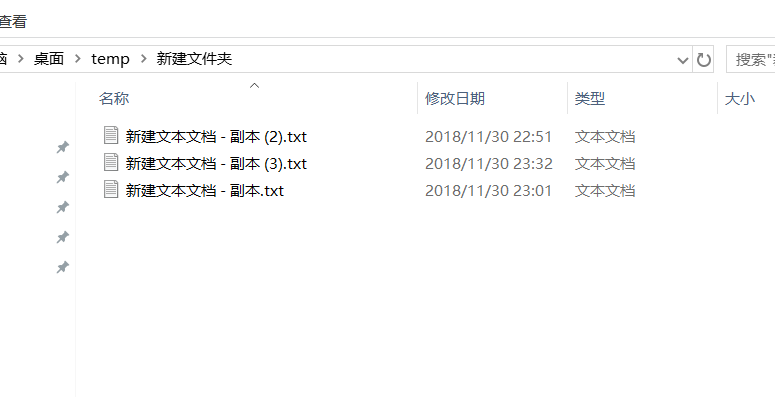 查看
桌面 temp 新建文件夹 搜索"
名称 修改日期 类型 大小
新建文本文档 - 副本 (2).txt 2018/11/30 22:51 文本文档
新建文本文档 - 副本 (3).txt 2018/11/30 23:32 文本文档
新建文本文档 - 副本.txt 2018/11/30 23:01 文本文档